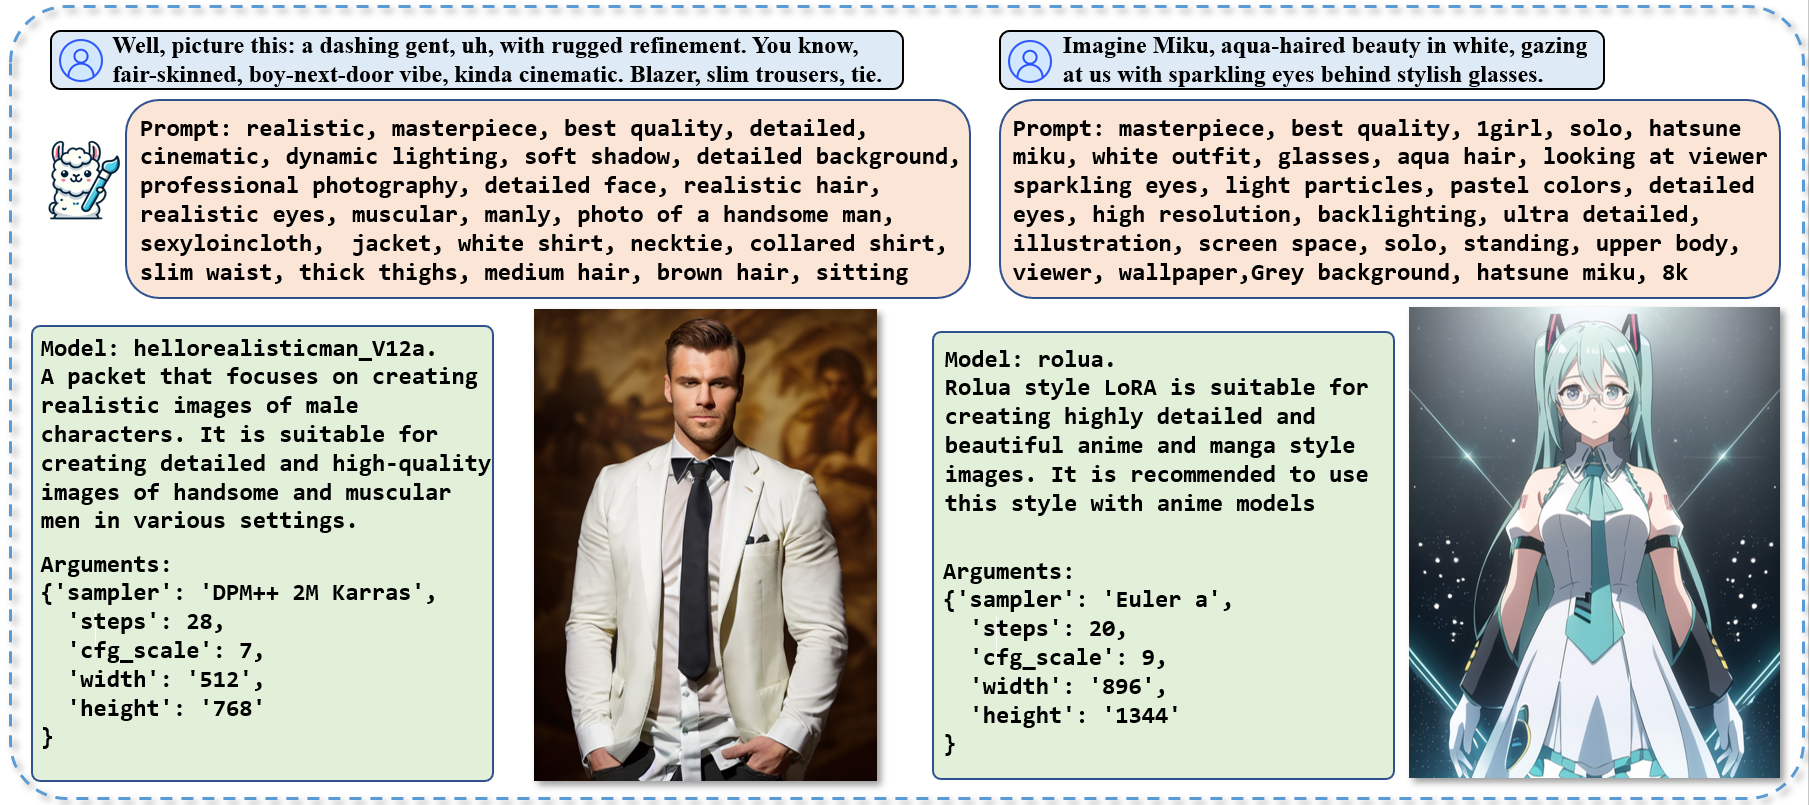 Well, picture this: a dashing gent, uh, with rugged refinement. You know,
fair-skinned, boy-next-door vibe, kinda cinematic. Blazer, slim trousers, tie.
Prompt: realistic, masterpiece, best quality, detailed,
cinematic, dynamic lighting, soft shadow, detailed background,
professional photography, detailed face, realistic hair,
realistic eyes, muscular, manly, photo of a handsome man,
sexyloincloth,  jacket, white shirt, necktie, collared shirt,
slim waist, thick thighs, medium hair, brown hair, sitting
Model: hellorealisticman_V12a.
A packet that focuses on creating
realistic images of male
characters. It is suitable for
creating detailed and high-quality
images of handsome and muscular
men in various settings.
Arguments:
{'sampler': 'DPM++ 2M Karras',
'steps': 28,
'cfg_scale': 7,
'width': '512',
'height': '768'
}
Imagine Miku, aqua-haired beauty in white, gazing
at us with sparkling eyes behind stylish glasses.
Prompt: masterpiece, best quality, 1girl, solo, hatsune
miku, white outfit, glasses, aqua hair, looking at viewer
sparkling eyes, light particles, pastel colors, detailed
eyes, high resolution, backlighting, ultra detailed,
illustration, screen space, solo, standing, upper body,
viewer, wallpaper,Grey background, hatsune miku, 8k
Model: rolua.
Rolua style LoRA is suitable for
creating highly detailed and
beautiful anime and manga style
images. It is recommended to use
this style with anime models
Arguments:
{'sampler': 'Euler a',
'steps': 20,
'cfg_scale': 9,
'width': '896',
'height': '1344'
}